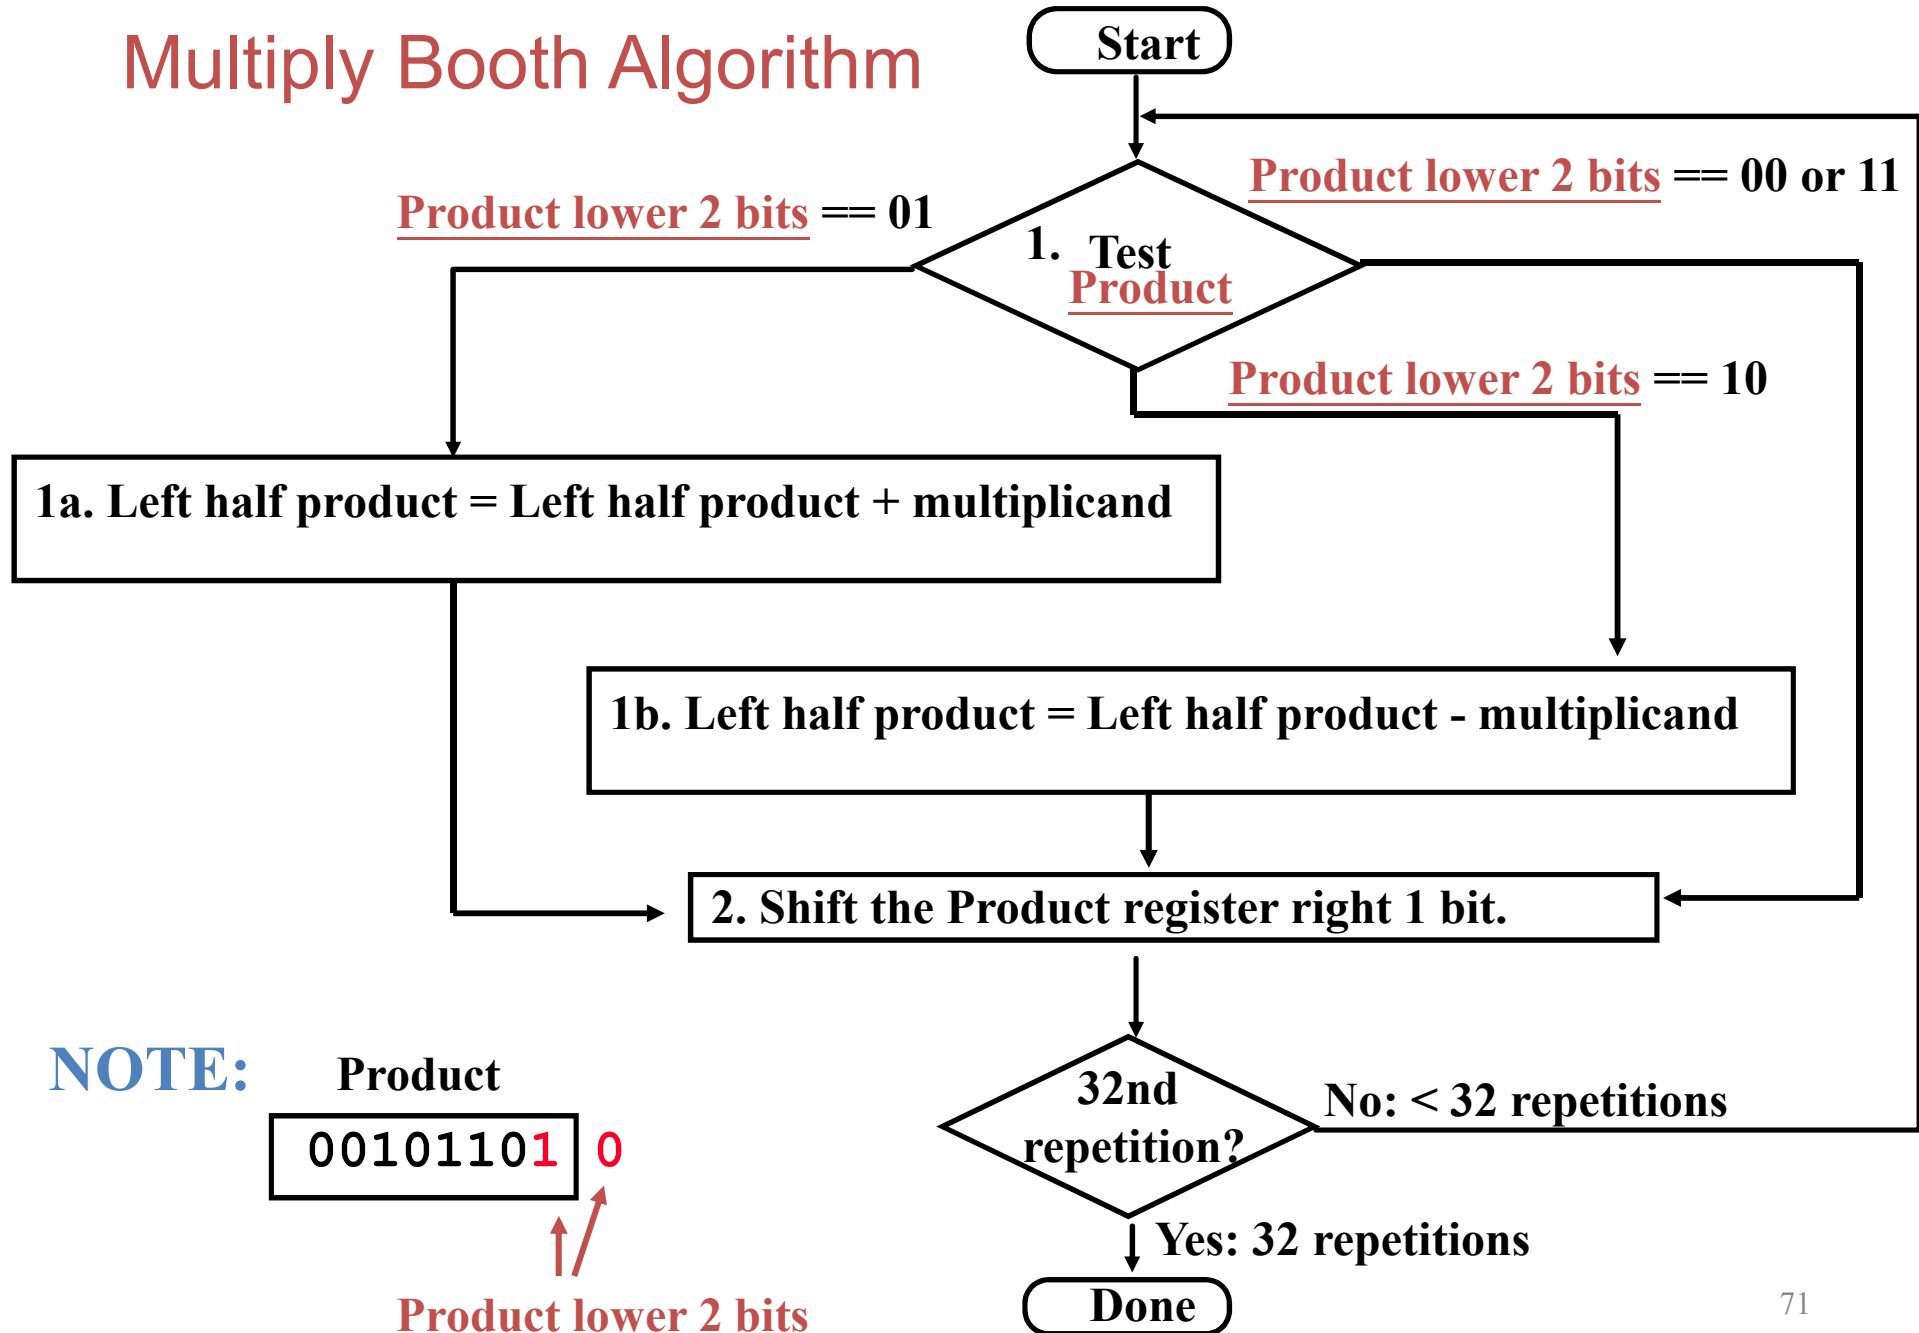 Multiply Booth Algorithm
Start
Product lower 2 bits == 00 or 11
Product lower 2 bits == 01
1. Test
Product
Product lower 2 bits == 10
1a. Left half product = Left half product + multiplicand
1b. Left half product = Left half product - multiplicand
2. Shift the Product register right 1 bit.
NOTE:
Product
00101101 0
Product lower 2 bits
32nd
repetition?
No: < 32 repetitions
Yes: 32 repetitions
Done
71